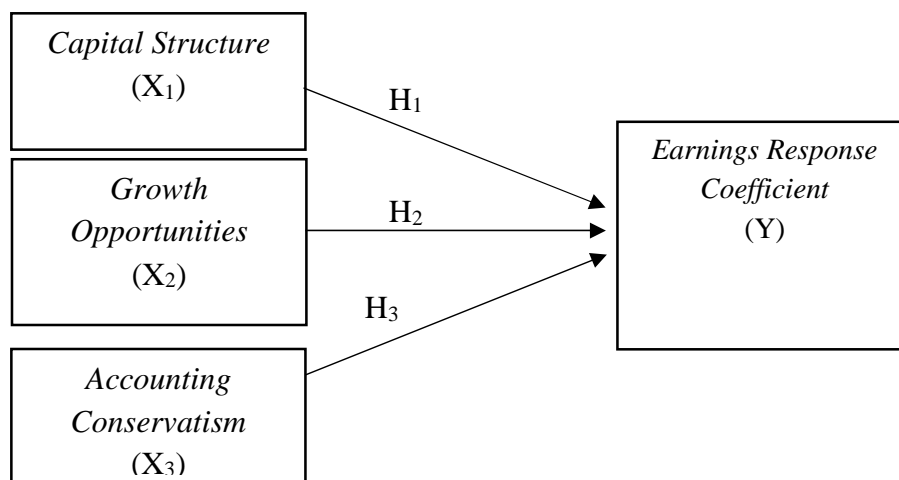 Capital Structure
(X₁)
H₁
Growth
Opportunities
(X₂)
H₂
Accounting
Conservatism
(X₃)
H₃
Earnings Response
Coefficient
(Y)